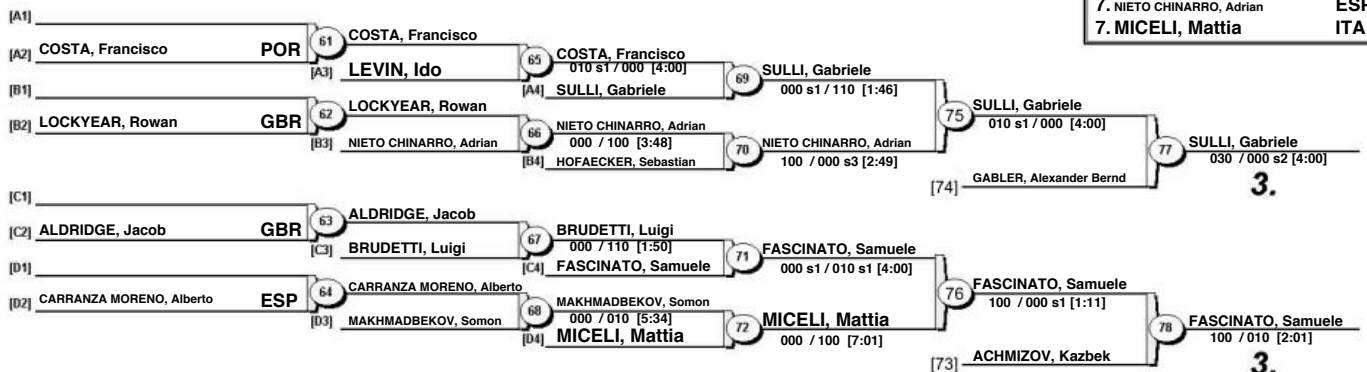 7. NIETO CHINARRO, Adrian ESP
7. MICELI, Mattia ITA
[A1]
[A2] COSTA, Francisco POR 61 COSTA, Francisco
[A3] LEVIN, Ido 65 COSTA, Francisco
010 s1 / 000 [4:00]
[A4] SULLI, Gabriele 69 SULLI, Gabriele
000 s1 / 110 [1:46]
[B1]
[B2] LOCKYEAR, Rowan GBR 62 LOCKYEAR, Rowan
[B3] NIETO CHINARRO, Adrian 66 NIETO CHINARRO, Adrian
000 / 100 [3:48]
[B4] HOFAECKER, Sebastian 70 NIETO CHINARRO, Adrian
100 / 000 s3 [2:49]
75 SULLI, Gabriele
010 s1 / 000 [4:00]
[74] GABLER, Alexander Bernd 77 SULLI, Gabriele
030 / 000 s2 [4:00]
3.
[C1]
[C2] ALDRIDGE, Jacob GBR 63 ALDRIDGE, Jacob
[C3] BRUDETTI, Luigi 67 BRUDETTI, Luigi
000 / 110 [1:50]
[C4] FASCINATO, Samuele 71 FASCINATO, Samuele
000 s1 / 010 s1 [4:00]
[D1]
[D2] CARRANZA MORENO, Alberto ESP 64 CARRANZA MORENO, Alberto
[D3] MAKHMADBEKOV, Somon 68 MAKHMADBEKOV, Somon
000 / 010 [5:34]
[D4] MICELI, Mattia 72 MICELI, Mattia
000 / 100 [7:01]
76 FASCINATO, Samuele
100 / 000 s1 [1:11]
[73] ACHMIZOV, Kazbek 78 FASCINATO, Samuele
100 / 010 [2:01]
3.